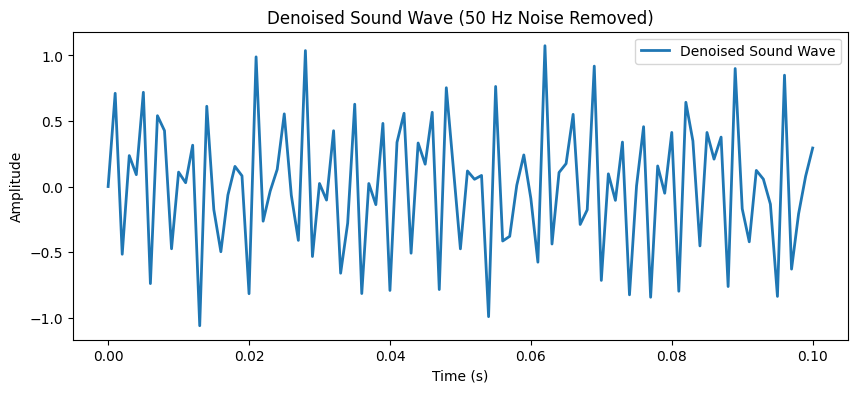 Denoised Sound Wave (50 Hz Noise Removed)
Denoised Sound Wave
Amplitude
1.0
0.5
0.0
−0.5
−1.0
0.00 0.02 0.04 0.06 0.08 0.10
Time (s)